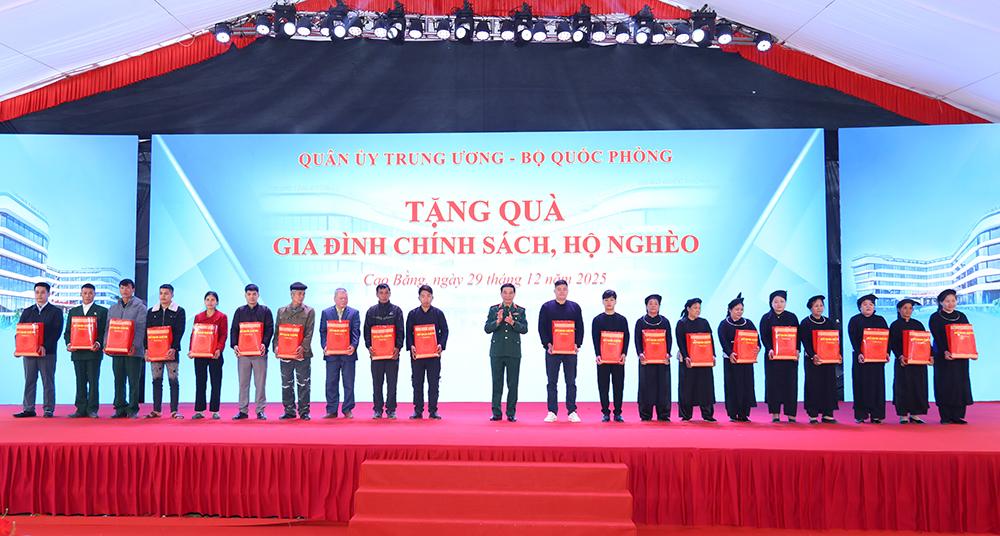 QUÂN ỦY TRUNG ƯƠNG - BỘ QUỐC PHÒNG
TẶNG QUÀ
GIA ĐÌNH CHÍNH SÁCH, HỘ NGHÈO
Cao Bằng, ngày 29 tháng 12 năm 2025